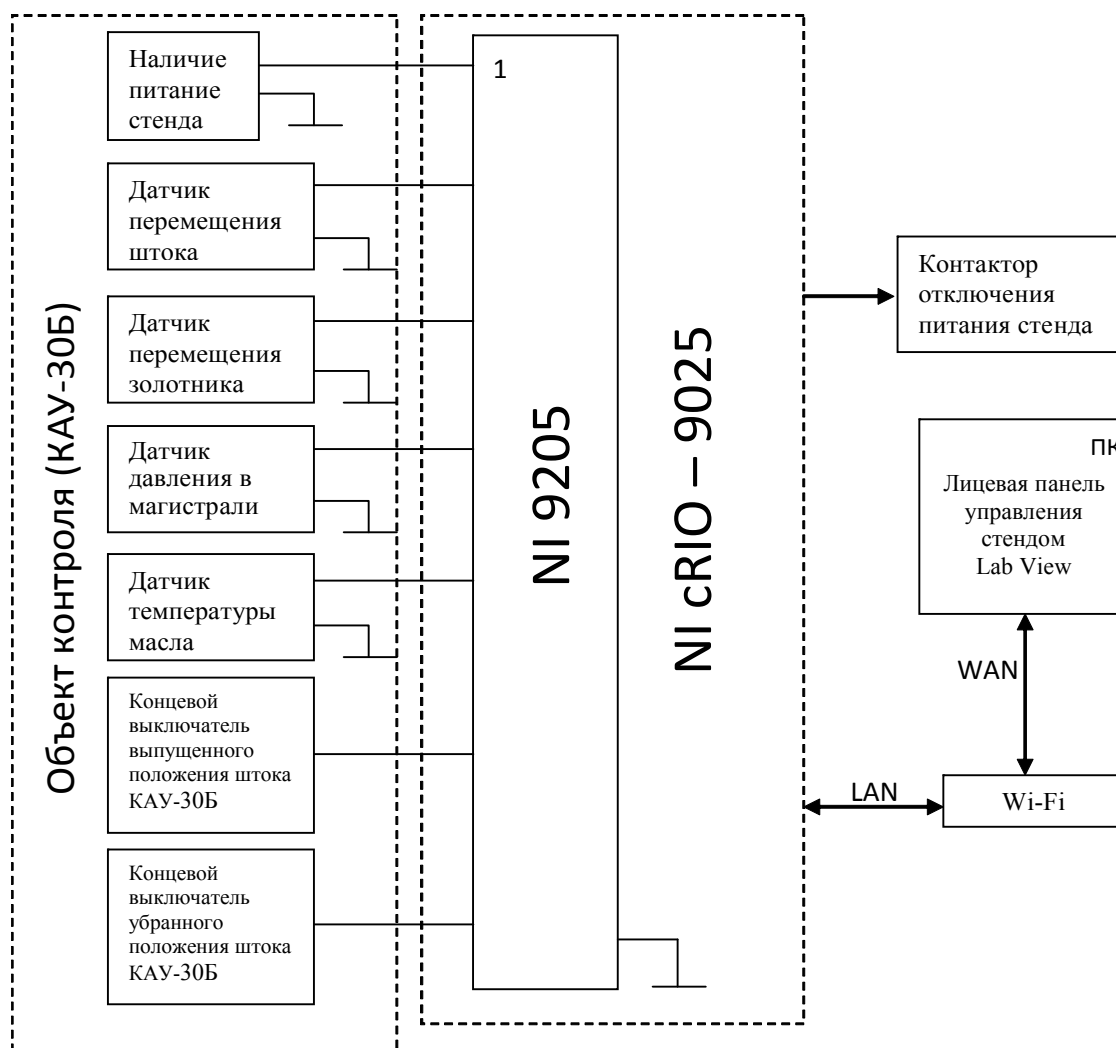 Объект контроля (КАУ-30Б)
Наличие
питание
стенда
Датчик
перемещения
штока
Датчик
перемещения
золотника
Датчик
давления в
магистрали
Датчик
температуры
масла
Концевой
выключатель
выпущенного
положения штока
КАУ-30Б
Концевой
выключатель
убранного
положения штока
КАУ-30Б
1
NI 9205
NI cRIO – 9025
Контактор
отключения
питания стенда
ПК
Лицевая панель
управления
стендом
Lab View
WAN
LAN
Wi-Fi